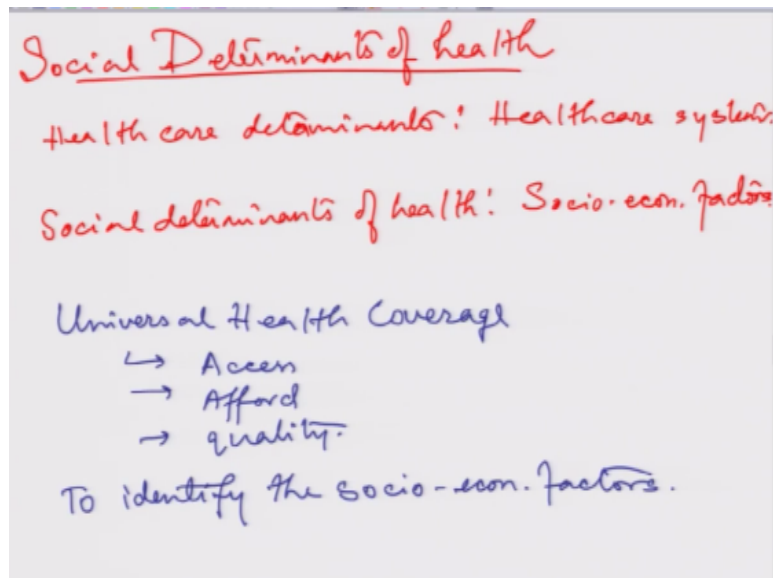 Social Determinants of health
Health care determinants: Healthcare system.
Social determinants of health: Socio-econ. factors.
Universal Health Coverage
↳ Access
→ Afford
→ quality.
To identify the socio-econ. factors.